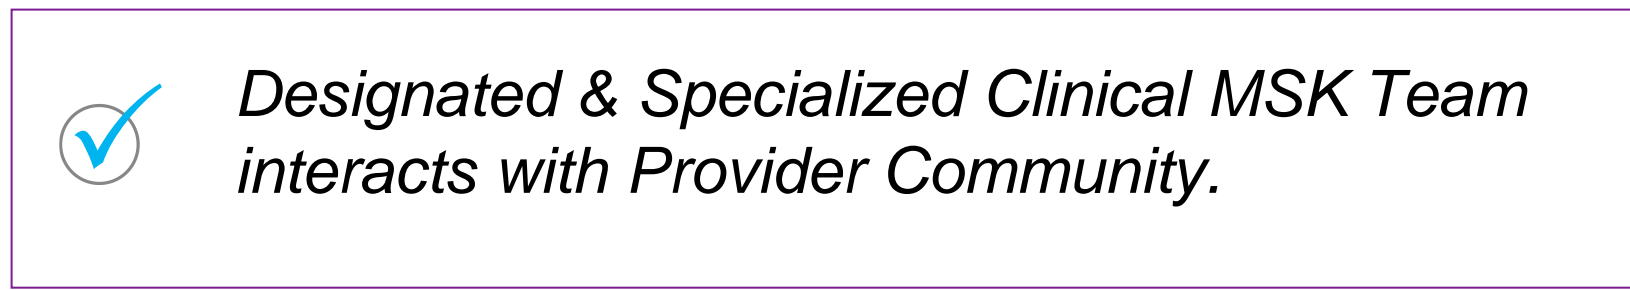 Designated & Specialized Clinical MSK Team
interacts with Provider Community.